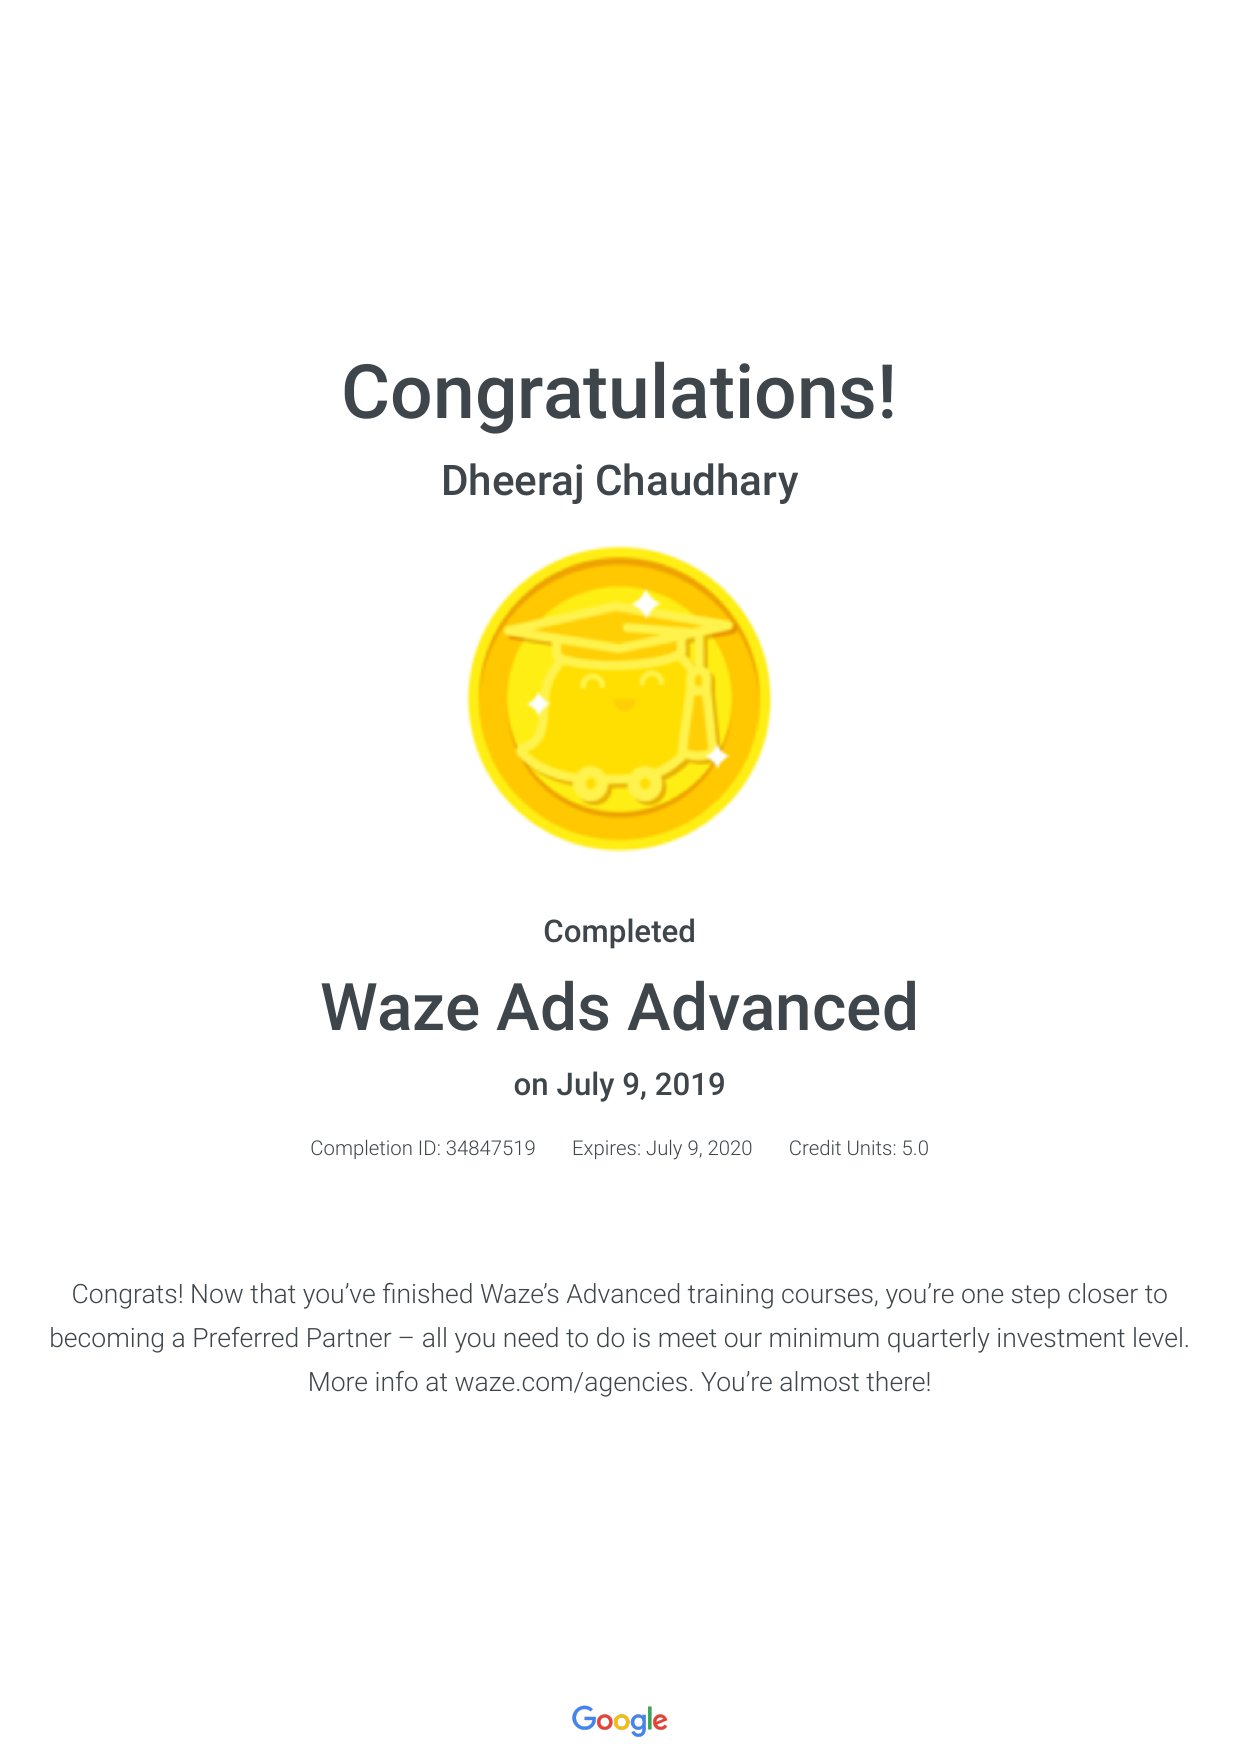 Congratulations!
Dheeraj Chaudhary
Completed
Waze Ads Advanced
on July 9, 2019
Completion ID: 34847519 Expires: July 9, 2020 Credit Units: 5.0
Congrats! Now that you’ve finished Waze’s Advanced training courses, you’re one step closer to
becoming a Preferred Partner – all you need to do is meet our minimum quarterly investment level.
More info at waze.com/agencies. You’re almost there!
Google